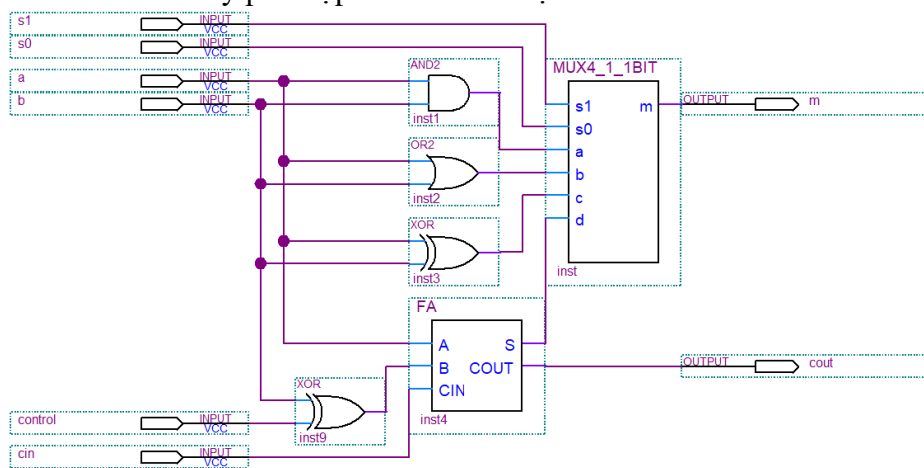 s1 INPUT VCC
s0 INPUT VCC
a INPUT VCC
b INPUT VCC
AND2
inst1
OR2
inst2
XOR
inst3
MUX4_1_1BIT
s1 m
s0
a
b
c
d
inst
OUTPUT m
FA
A S
B COUT
CIN
inst4
OUTPUT cout
XOR
inst9
control INPUT VCC
cin INPUT VCC